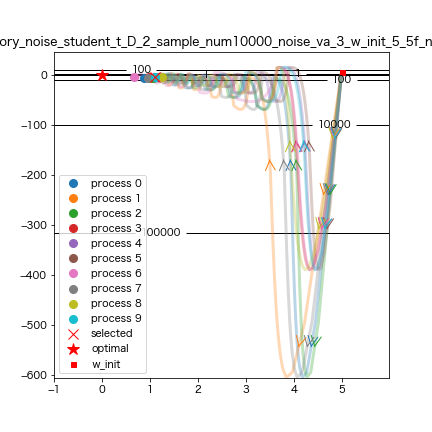 ory_noise_student_t_D_2_sample_num10000_noise_va_3_w_init_5_5f_n
0
−100
−200
−300
−400
−500
−600
100
100
10000
100000
process 0
process 1
process 2
process 3
process 4
process 5
process 6
process 7
process 8
process 9
selected
optimal
w_init
−1
0
1
2
3
4
5